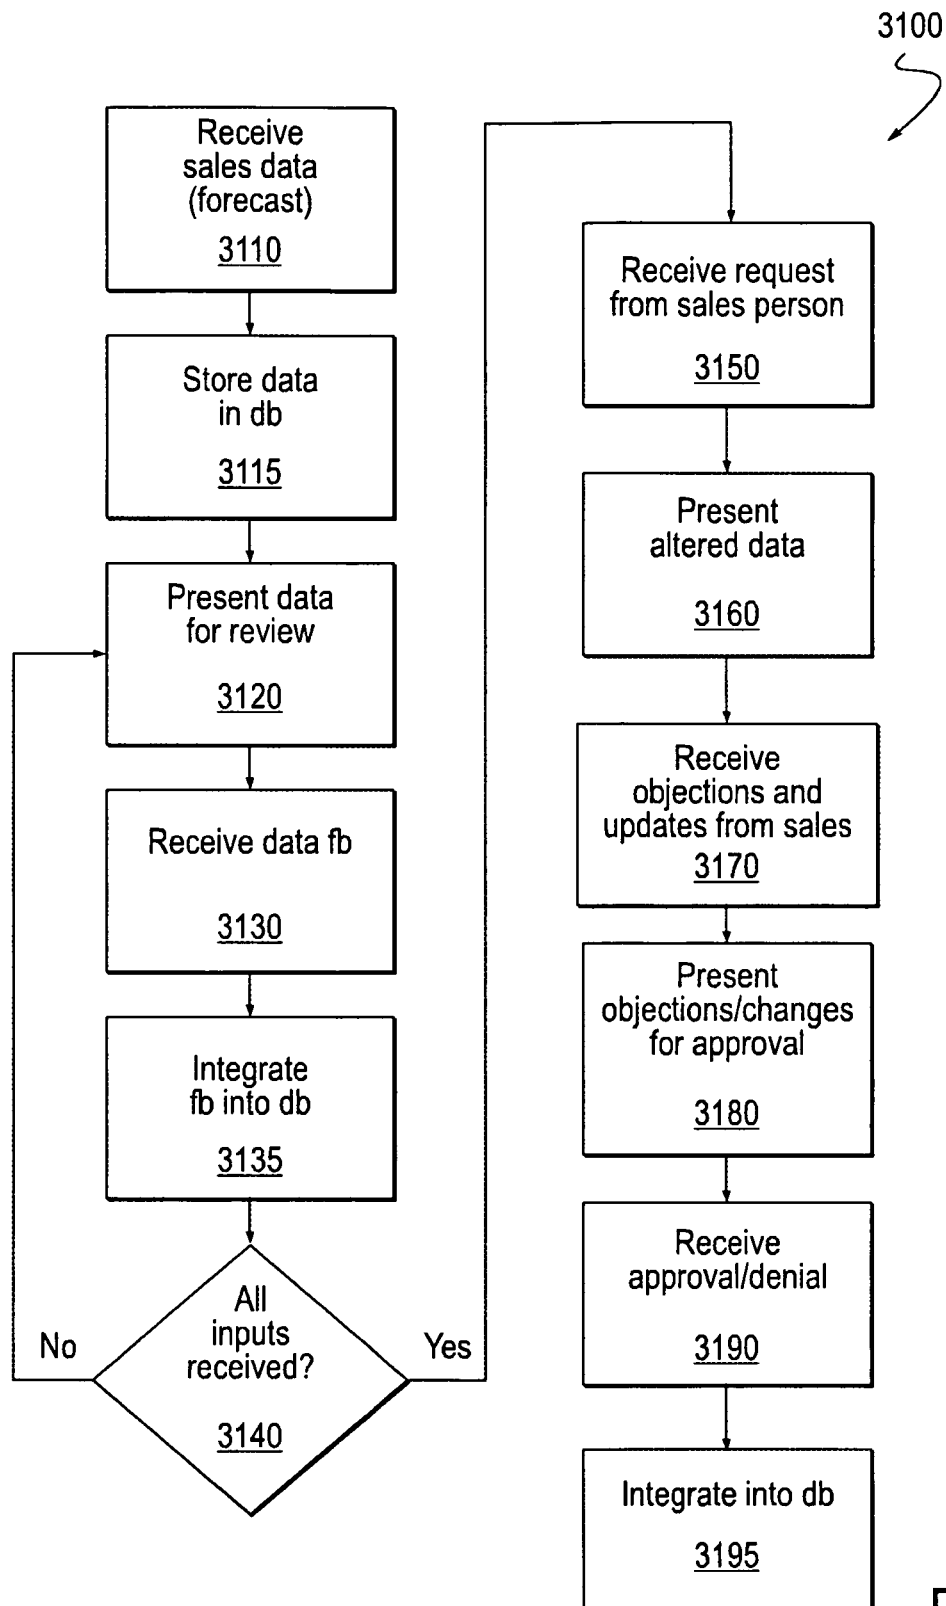 3100
Receive
sales data
(forecast)
3110
Store data
in db
3115
Present data
for review
3120
Receive data fb
3130
Integrate
fb into db
3135
All
inputs
received?
3140
No
Yes
Receive request
from sales person
3150
Present
altered data
3160
Receive
objections and
updates from sales
3170
Present
objections/changes
for approval
3180
Receive
approval/denial
3190
Integrate into db
3195